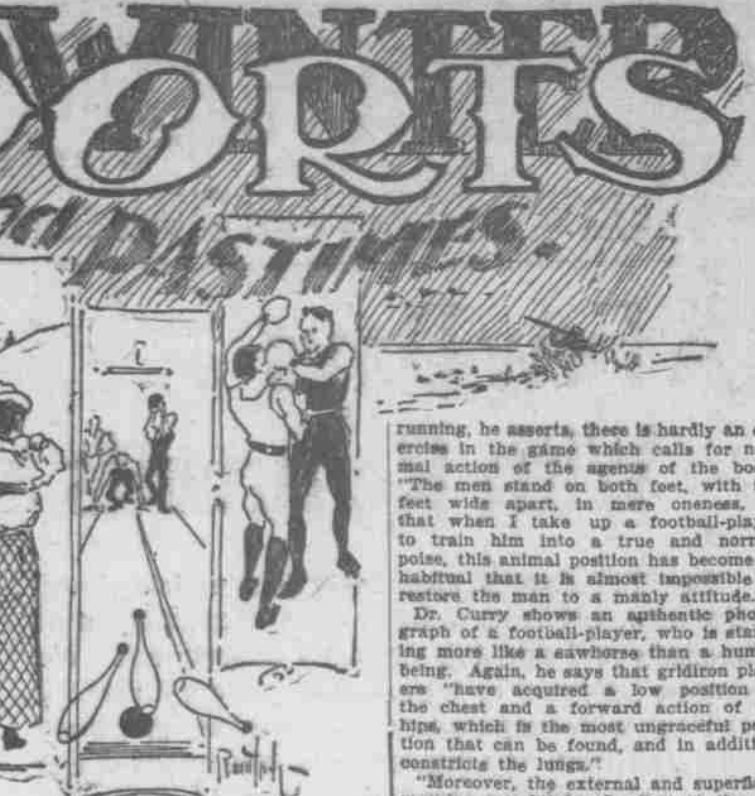 WINTER
ORTS
PASTIMES.
running, he asserts, there is hardly an e
ercise in the game which calls for n
mal action of the agents of the bo
"The men stand on both feet, with
feet wide apart, in mere oneness,
that when I take up a football-pla
to train him into a true and norm
poise, this animal position has become
habitual that it is almost impossible
restore the man to a manly attitude.
Dr. Curry shows an authentic pho
graph of a football-player, who is stan
ing more like a sawhorse than a hum
being. Again, he says that gridiron pla
ers "have acquired a low position
the chest and a forward action of
hips, which is the most ungraceful po
tion that can be found, and in additi
constricts the lungs."
"Moreover, the external and superfi